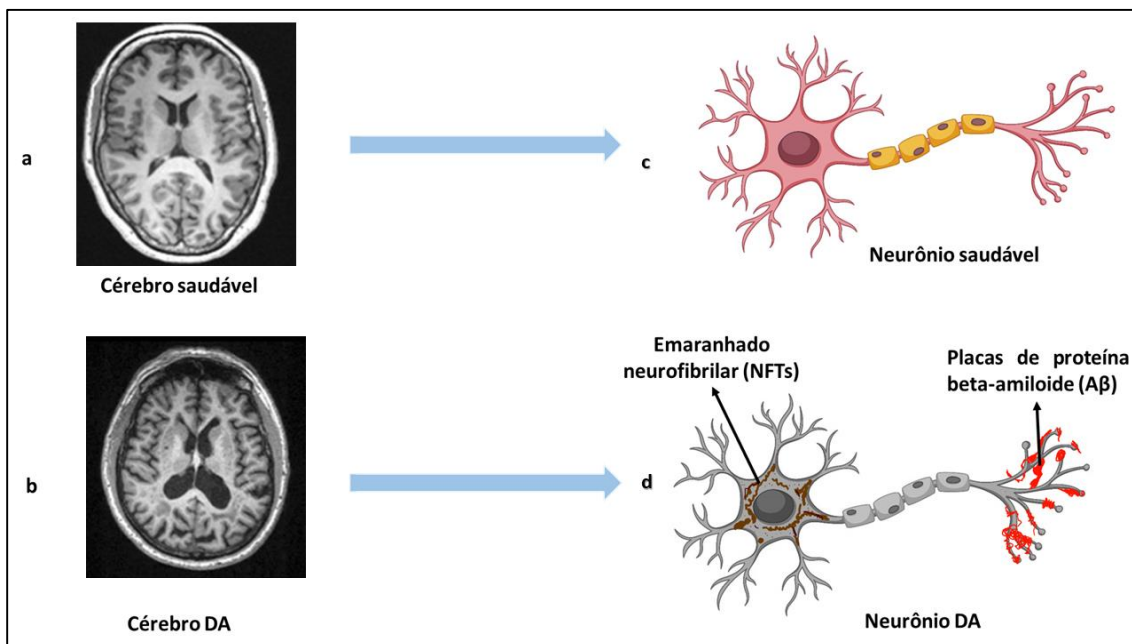 a
c
Cérebro saudável
Neurônio saudável
Emaranhado
neurofibrilar (NFTs)
Placas de proteína
beta-amiloide (Aβ)
b
d
Cérebro DA
Neurônio DA